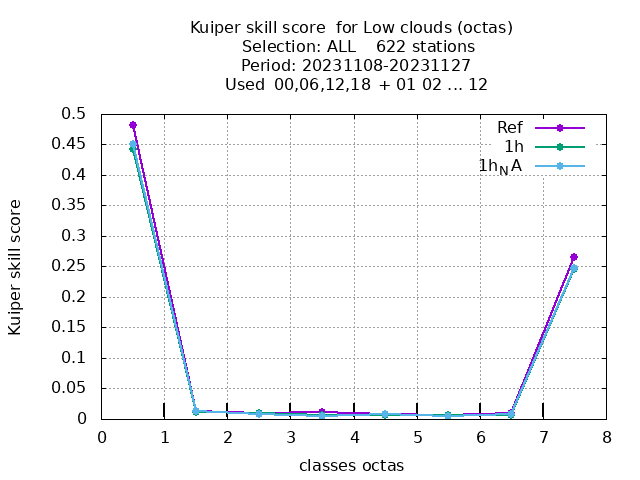 Kuiper skill score  for Low clouds (octas)
Selection: ALL    622 stations
Period: 20231108-20231127
Used  00,06,12,18 + 01 02 ... 12
Ref
1h
1h_NA
0.5
0.45
0.4
0.35
0.3
0.25
0.2
0.15
0.1
0.05
0
Kuiper skill score
0 1 2 3 4 5 6 7 8
classes octas